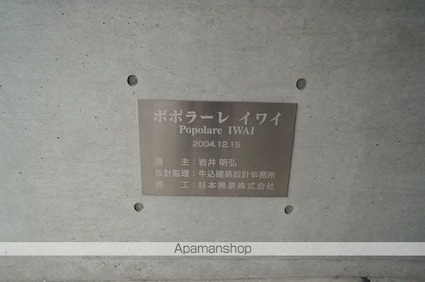 ポポラーレ イワイ
Popolare IWAI
2004.12.15
主：岩井 明弘
設計監理：牛込建築設計事務所
施 工：杉本興業株式会社
Apamanshop